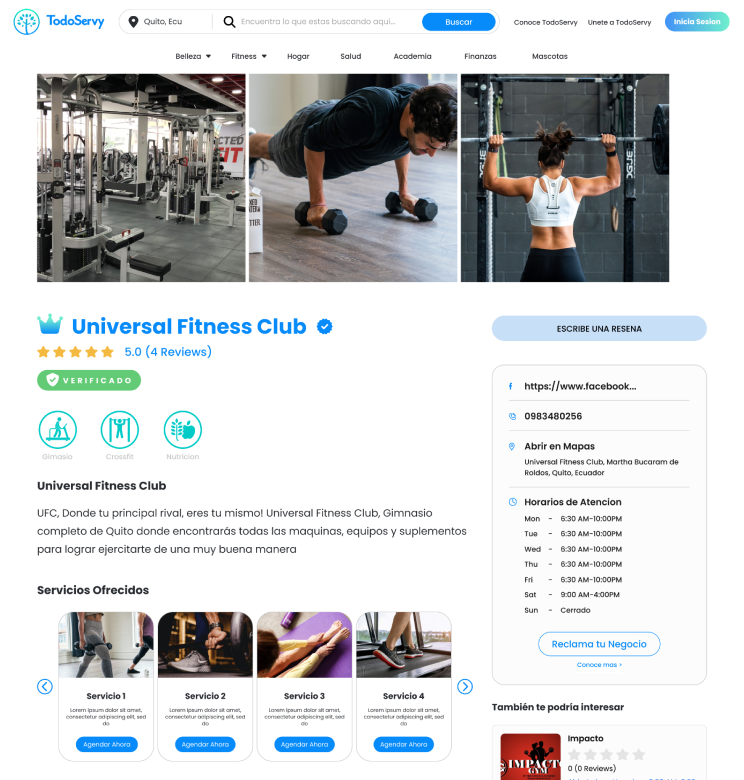 TodoServy
Quito, Ecu
Encuentra lo que estas buscando aqui...
Buscar
Conoce TodoServy
Unete a TodoServy
Inicia Sesion
Belleza
Fitness
Hogar
Salud
Academia
Finanzas
Mascotas
Universal Fitness Club
5.0 (4 Reviews)
VERIFICADO
Gimasio
Crossfit
Nutricion
Universal Fitness Club
UFC, Donde tu principal rival, eres tu mismo! Universal Fitness Club, Gimnasio
completo de Quito donde encontrarás todas las maquinas, equipos y suplementos
para lograr ejercitarte de una muy buena manera
Servicios Ofrecidos
Servicio 1
Lorem ipsum dolor sit amet,
consectetur adipiscing elit, sed
do
Agendar Ahora
Servicio 2
Lorem ipsum dolor sit amet,
consectetur adipiscing elit, sed
do
Agendar Ahora
Servicio 3
Lorem ipsum dolor sit amet,
consectetur adipiscing elit, sed
do
Agendar Ahora
Servicio 4
Lorem ipsum dolor sit amet,
consectetur adipiscing elit, sed
do
Agendar Ahora
ESCRIBE UNA RESENA
https://www.facebook...
0983480256
Abrir en Mapas
Universal Fitness Club, Martha Bucaram de
Roldos, Quito, Ecuador
Horarios de Atencion
Mon - 6:30 AM-10:00PM
Tue - 6:30 AM-10:00PM
Wed - 6:30 AM-10:00PM
Thu - 6:30 AM-10:00PM
Fri - 6:30 AM-10:00PM
Sat - 9:00 AM-4:00PM
Sun - Cerrado
Reclama tu Negocio
Conoce mas >
También te podría interesar
IMPACTO
GYM
Impacto
0 (0 Reviews)